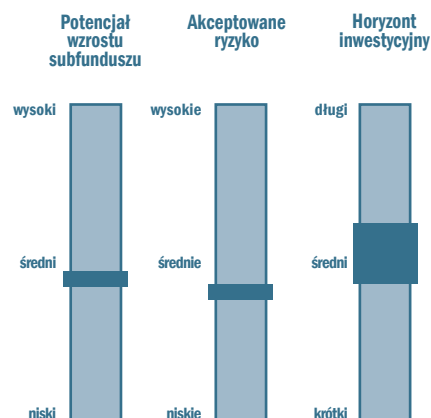 Potencjał
wzrostu
subfunduszu
Akceptowane
ryzyko
Horyzont
inwestycyjny
wysoki
wysokie
długi
średni
średnie
średni
niski
niskie
krótki